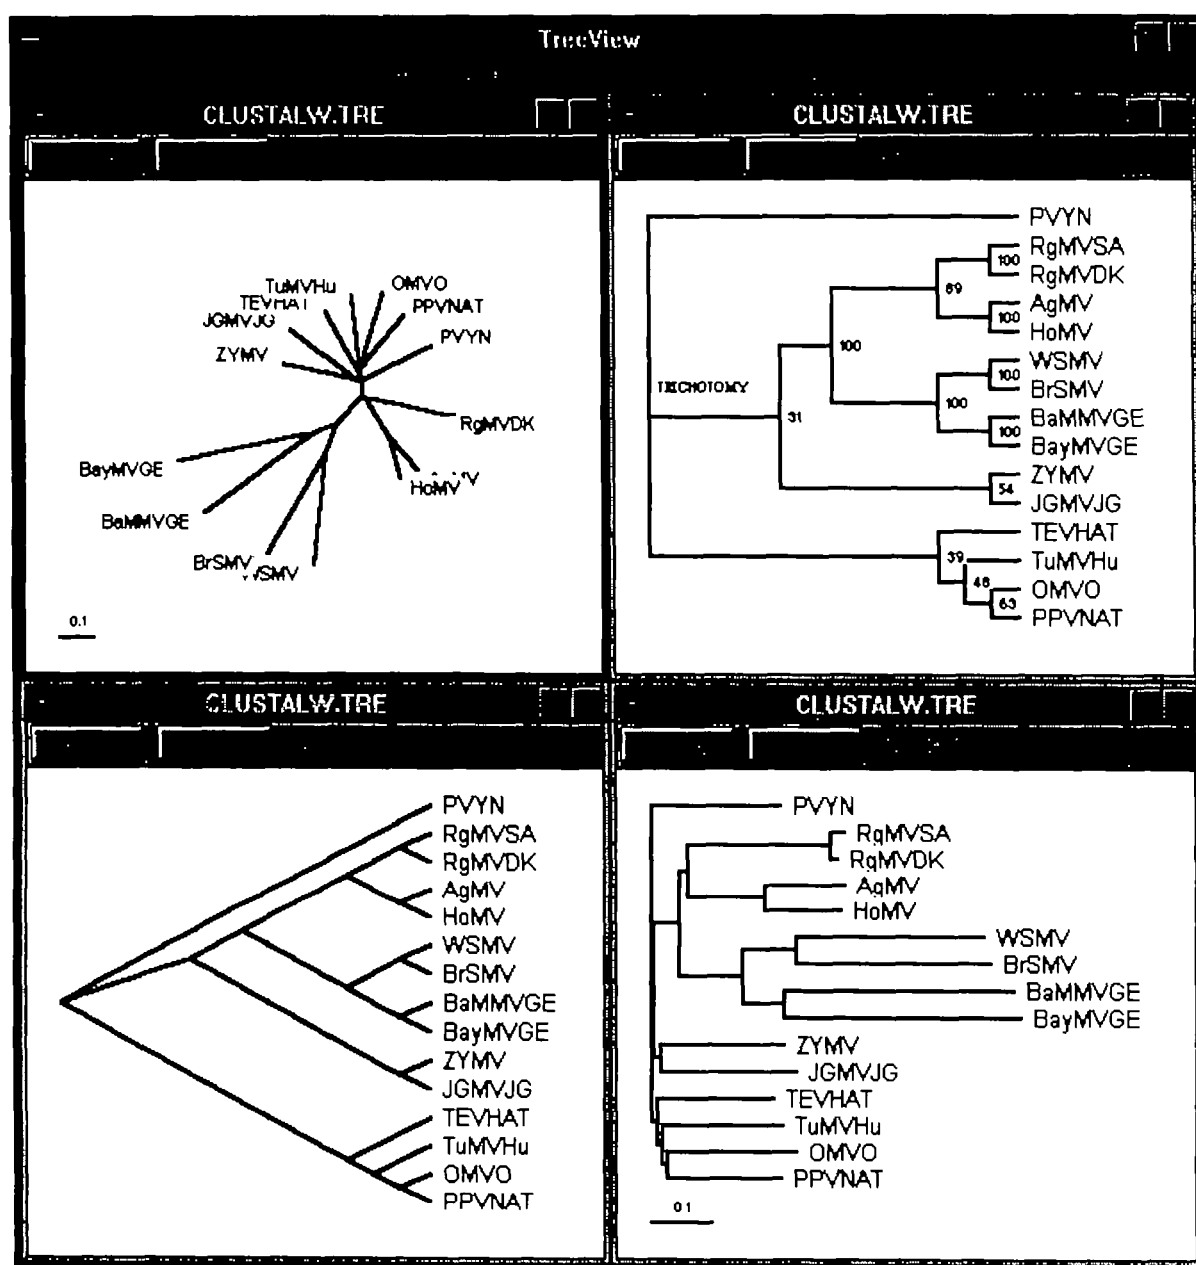 TreeView
CLUSTALW.TRE
TuMVHu
OMVO
TEVHAT
PPVNAT
JGMVJG
PVYN
ZYMV
RgMVDK
BayMVGE
HoMV
BaMMVGE
BrSMV
WSMV
0.1
CLUSTALW.TRE
PVYN
RgMVSA
100
RgMVDK
89
AgMV
100
HoMV
100
WSMV
100
BrSMV
TRICHOTOMY
100
BaMMVGE
31
100
BayMVGE
ZYMV
54
JGMVJG
TEVHAT
39
TuMVHu
48
OMVO
63
PPVNAT
CLUSTALW.TRE
PVYN
RgMVSA
RgMVDK
AgMV
HoMV
WSMV
BrSMV
BaMMVGE
BayMVGE
ZYMV
JGMVJG
TEVHAT
TuMVHu
OMVO
PPVNAT
CLUSTALW.TRE
PVYN
RgMVSA
RgMVDK
AgMV
HoMV
WSMV
BrSMV
BaMMVGE
BayMVGE
ZYMV
JGMVJG
TEVHAT
TuMVHu
OMVO
PPVNAT
0.1